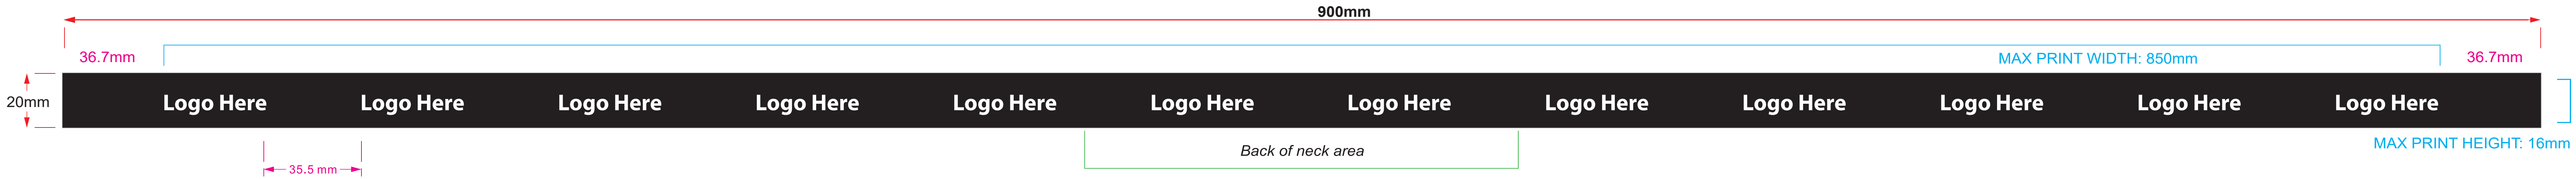 900mm
36.7mm
MAX PRINT WIDTH: 850mm
36.7mm
20mm
Logo Here Logo Here Logo Here Logo Here Logo Here Logo Here Logo Here Logo Here Logo Here Logo Here Logo Here Logo Here
MAX PRINT HEIGHT: 16mm
Back of neck area
35.5 mm